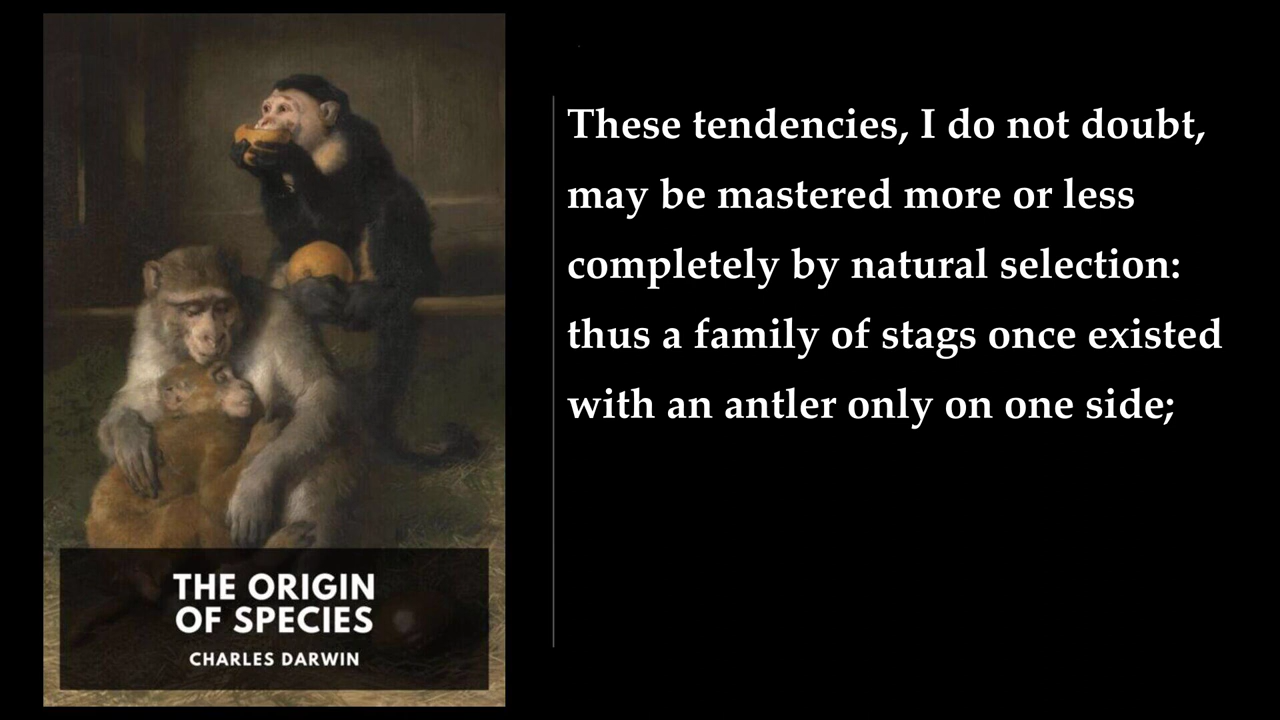 THE ORIGIN
OF SPECIES
CHARLES DARWIN
These tendencies, I do not doubt,
may be mastered more or less
completely by natural selection:
thus a family of stags once existed
with an antler only on one side;